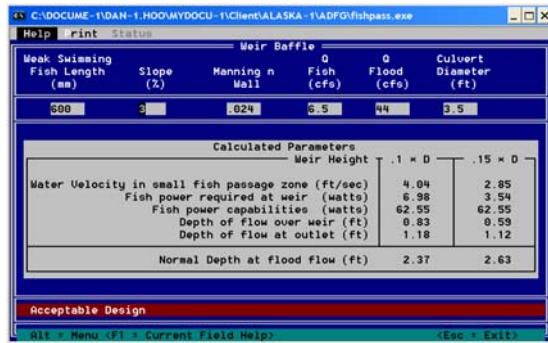 C:\DOCUME~1\DAN~1.HOO\MYDOCU~1\Client\ALASKA~1\ADFG\fishpass.exe
Help Print Status
Weir Baffle
Weak Swimming Fish Length (mm) Slope (%) Manning n Wall Q Fish (cfs) Q Flood (cfs) Culvert Diameter (ft)
600 3 .024 6.5 44 3.5
Calculated Parameters
Weir Height .1 × D .15 × D
Water Velocity in small fish passage zone (ft/sec) 4.04 2.85
Fish power required at weir (watts) 6.98 3.54
Fish power capabilities (watts) 62.55 62.55
Depth of flow over weir (ft) 0.83 0.59
Depth of flow at outlet (ft) 1.18 1.12
Normal Depth at flood flow (ft) 2.37 2.63
Acceptable Design
Alt = Menu <F1 = Current Field Help> <Esc = Exit>